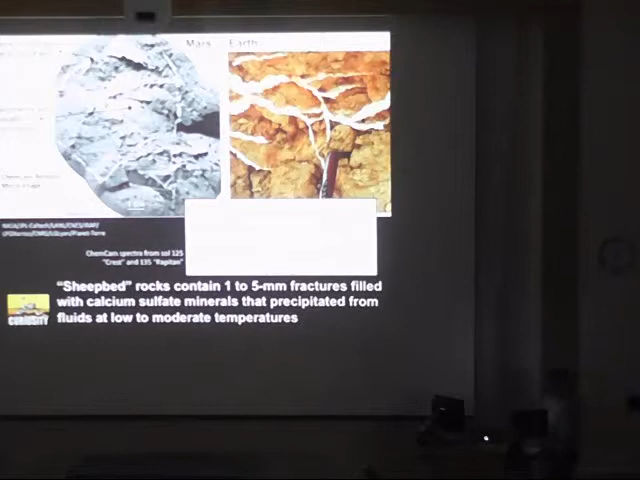 Mars Earth
ChemCam spectra from sol 125
"Crest" and 135 "Rapitan"
"Sheepbed" rocks contain 1 to 5-mm fractures filled
with calcium sulfate minerals that precipitated from
fluids at low to moderate temperatures
CURIOSITY